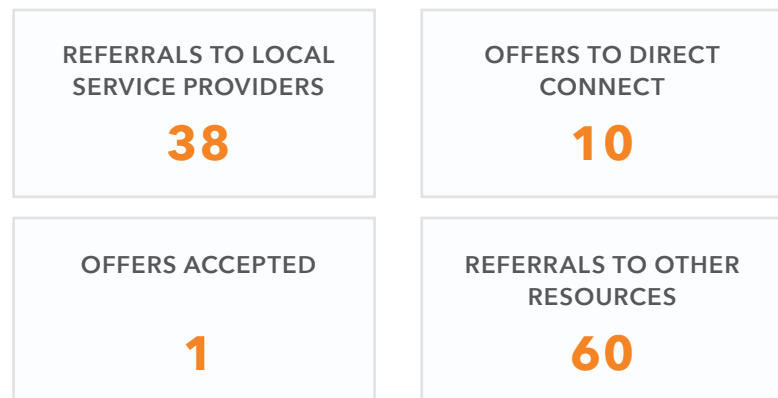 REFERRALS TO LOCAL
SERVICE PROVIDERS
38
OFFERS TO DIRECT
CONNECT
10
OFFERS ACCEPTED
1
REFERRALS TO OTHER
RESOURCES
60